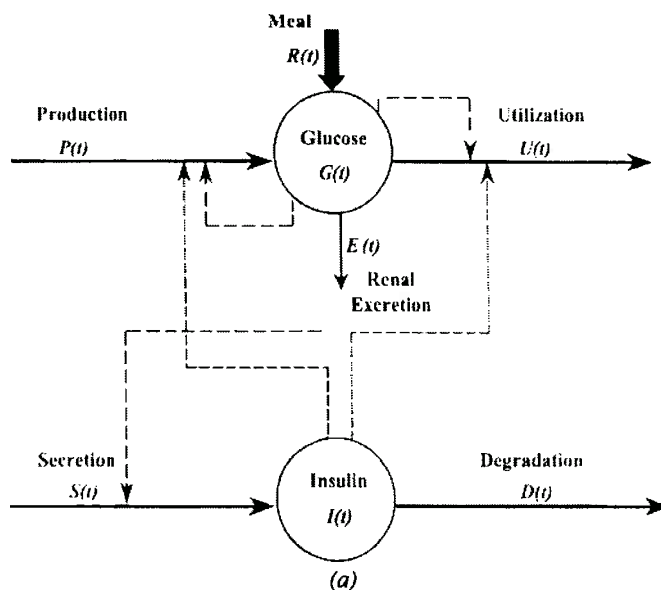 Meal
R(t)
Production
P(t)
Glucose
G(t)
Utilization
U(t)
E(t)
Renal
Excretion
Secretion
S(t)
Insulin
I(t)
Degradation
D(t)
(a)